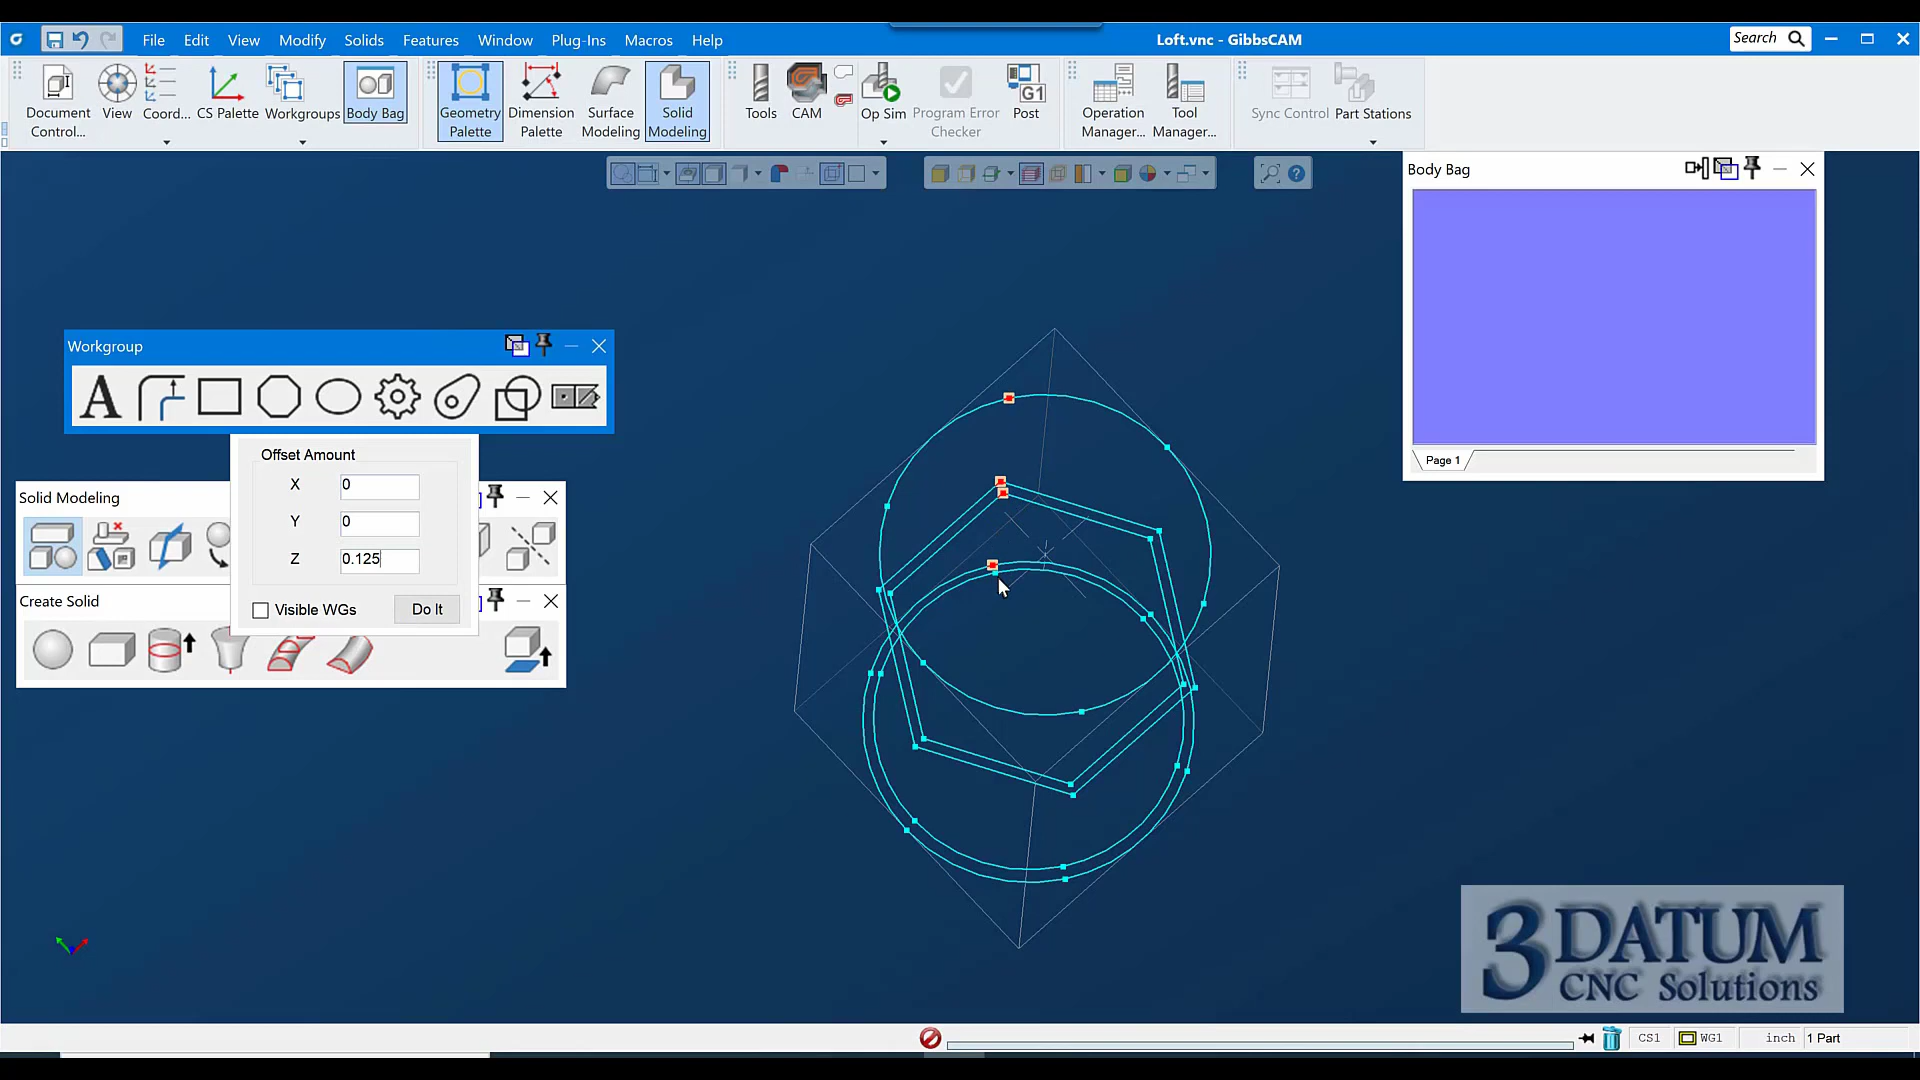 File Edit View Modify Solids Features Window Plug-Ins Macros Help
Loft.vnc - GibbsCAM
Search
Document Control...
View
Coord...
CS Palette
Workgroups
Body Bag
Geometry Palette
Dimension Palette
Surface Modeling
Solid Modeling
Tools
CAM
Op Sim
Program Error Checker
G1
Post
Operation Manager...
Tool Manager...
Sync Control
Part Stations
Body Bag
Page 1
Workgroup
A
Offset Amount
X 0
Y 0
Z 0.125
Visible WGs
Do It
Solid Modeling
Create Solid
3DATUM
CNC Solutions
CS1
WG1
inch
1 Part